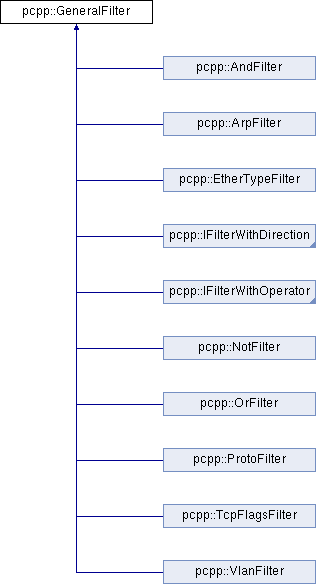 pcpp::GeneralFilter
pcpp::AndFilter
pcpp::ArpFilter
pcpp::EtherTypeFilter
pcpp::IFilterWithDirection
pcpp::IFilterWithOperator
pcpp::NotFilter
pcpp::OrFilter
pcpp::ProtoFilter
pcpp::TcpFlagsFilter
pcpp::VlanFilter